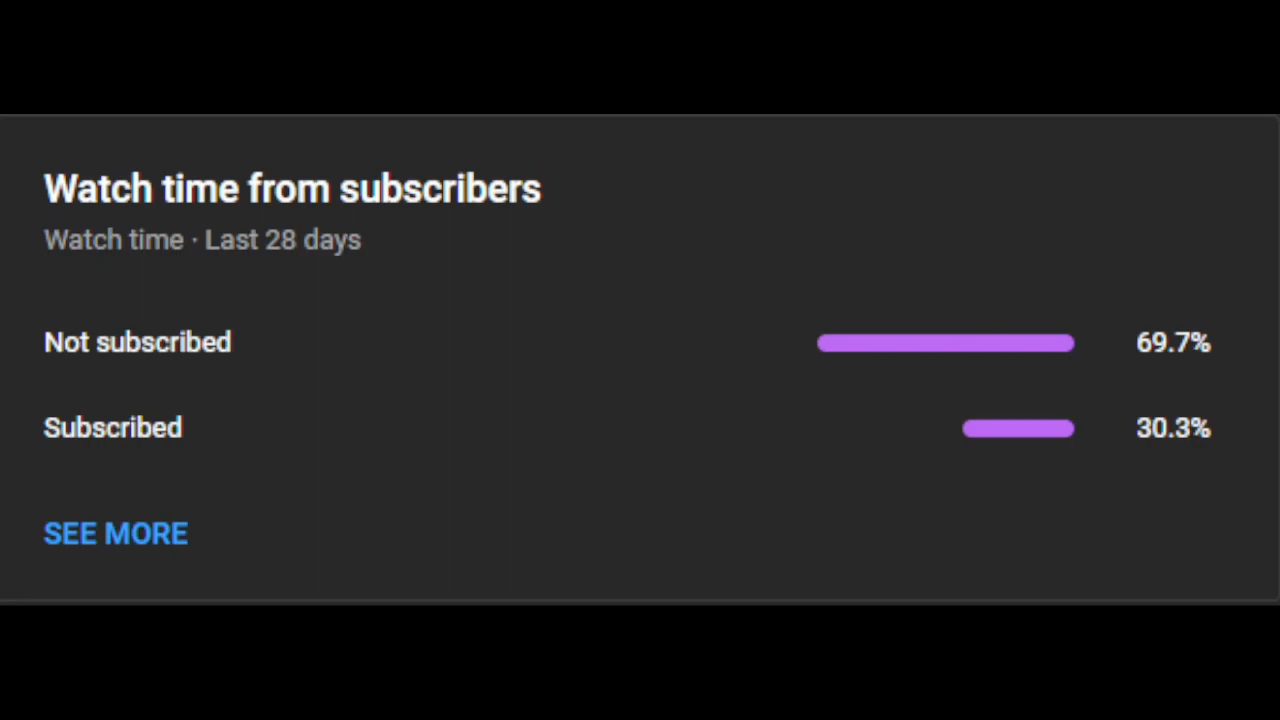 Watch time from subscribers
Watch time · Last 28 days
Not subscribed 69.7%
Subscribed 30.3%
SEE MORE